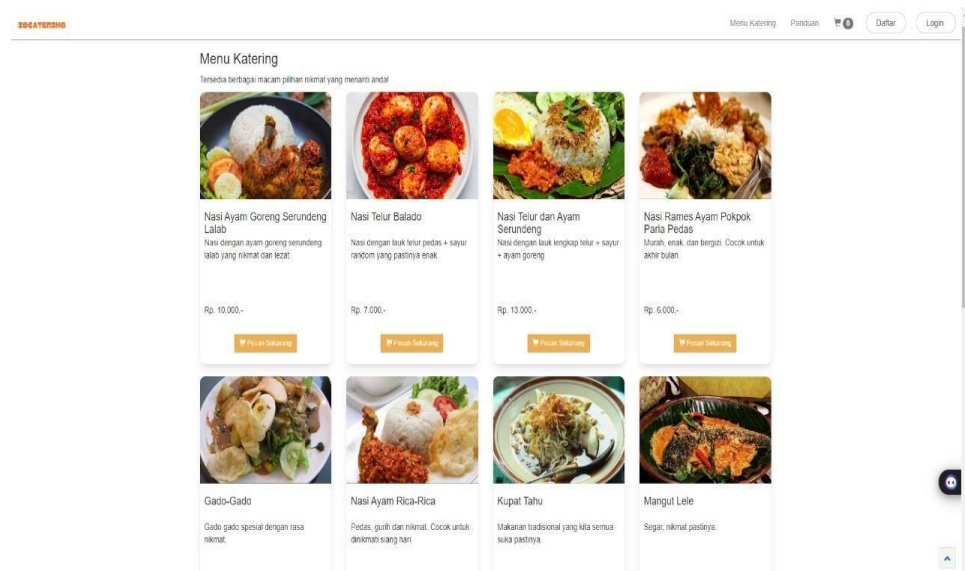 ZOCATERING
Menu Katering Panduan 0 Daftar Login
Menu Katering
Tersedia berbagai macam pilihan nikmat yang menanti anda!
Nasi Ayam Goreng Serundeng
Lalab
Nasi dengan ayam goreng serundeng
lalab yang nikmat dan lezat.
Rp. 10.000,-
Pesan Sekarang
Nasi Telur Balado
Nasi dengan lauk telur pedas + sayur
random yang pastinya enak.
Rp. 7.000,-
Pesan Sekarang
Nasi Telur dan Ayam
Serundeng
Nasi dengan lauk lengkap telur + sayur
+ ayam goreng
Rp. 13.000,-
Pesan Sekarang
Nasi Rames Ayam Pokpok
Paria Pedas
Murah, enak, dan bergizi. Cocok untuk
akhir bulan.
Rp. 6.000,-
Pesan Sekarang
Gado-Gado
Gado gado spesial dengan rasa
nikmat.
Nasi Ayam Rica-Rica
Pedas, gurih dan nikmat. Cocok untuk
dinikmati siang hari.
Kupat Tahu
Makanan tradisional yang kita semua
suka pastinya.
Mangut Lele
Segar, nikmat pastinya.